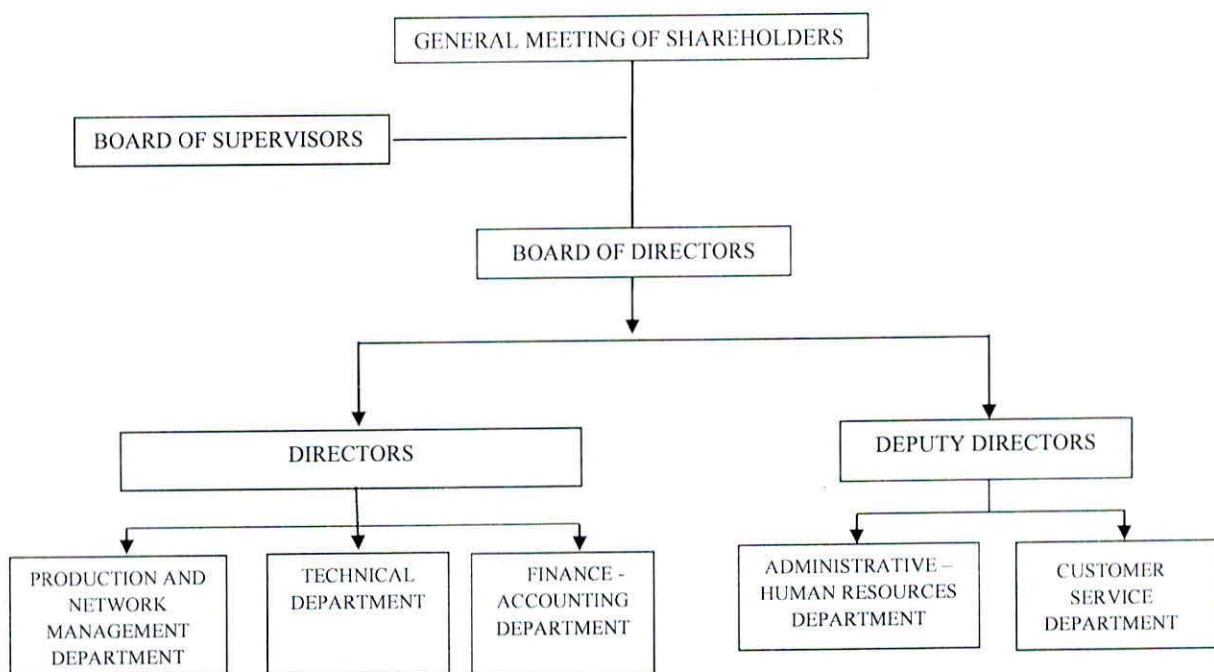 GENERAL MEETING OF SHAREHOLDERS
BOARD OF SUPERVISORS
BOARD OF DIRECTORS
DIRECTORS
DEPUTY DIRECTORS
PRODUCTION AND
NETWORK
MANAGEMENT
DEPARTMENT
TECHNICAL
DEPARTMENT
FINANCE -
ACCOUNTING
DEPARTMENT
ADMINISTRATIVE –
HUMAN RESOURCES
DEPARTMENT
CUSTOMER
SERVICE
DEPARTMENT